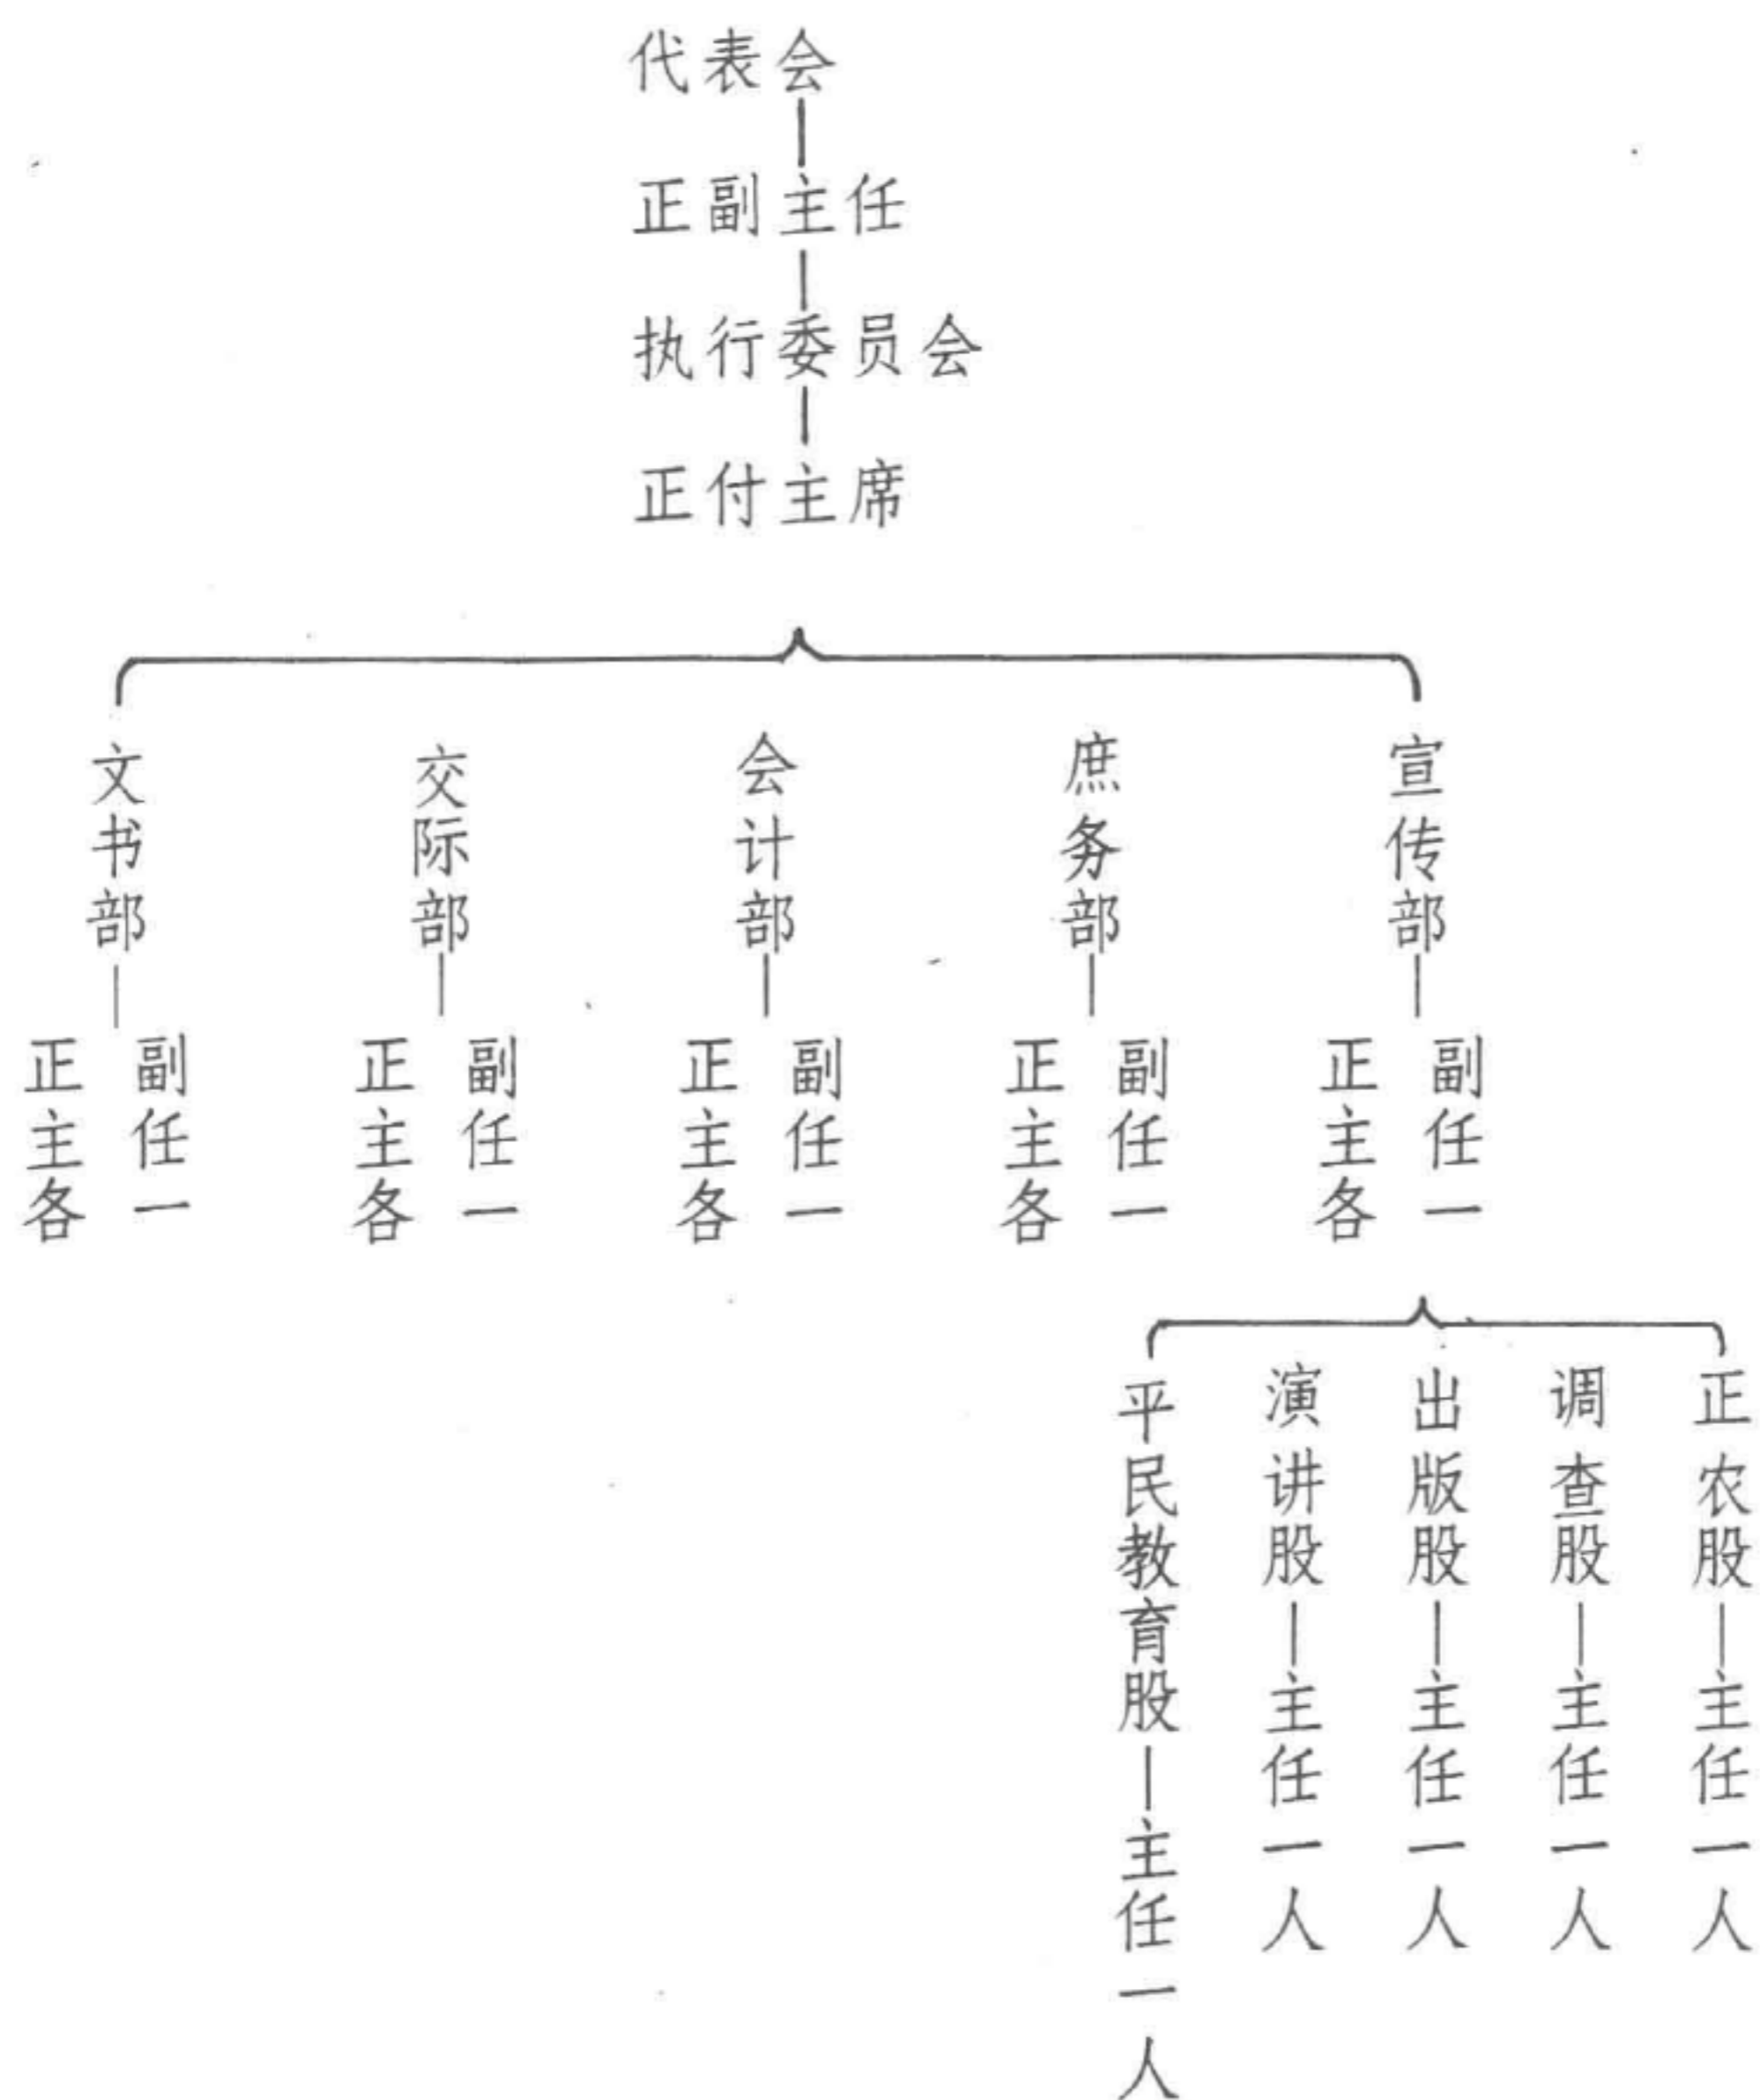 代表会
正副主任
执行委员会
正付主席
文书部
交际部
会计部
庶务部
宣传部
正副
主任
各一
正副
主任
各一
正副
主任
各一
正副
主任
各一
正副
主任
各一
平民教育股—主任一人
演讲股—主任一人
出版股—主任一人
调查股—主任一人
正农股—主任一人